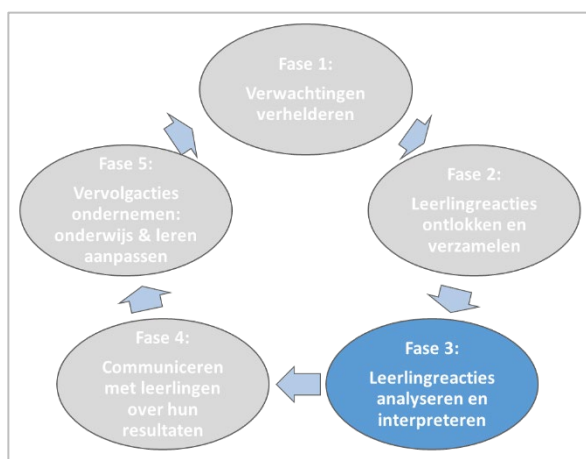 Fase 1:
Verwachtingen
verhelderen
Fase 2:
Leerlingreacties
ontlokken en
verzamelen
Fase 3:
Leerlingreacties
analyseren en
interpreteren
Fase 4:
Communiceren
met leerlingen
over hun
resultaten
Fase 5:
Vervolgacties
ondernemen:
onderwijs & leren
aanpassen